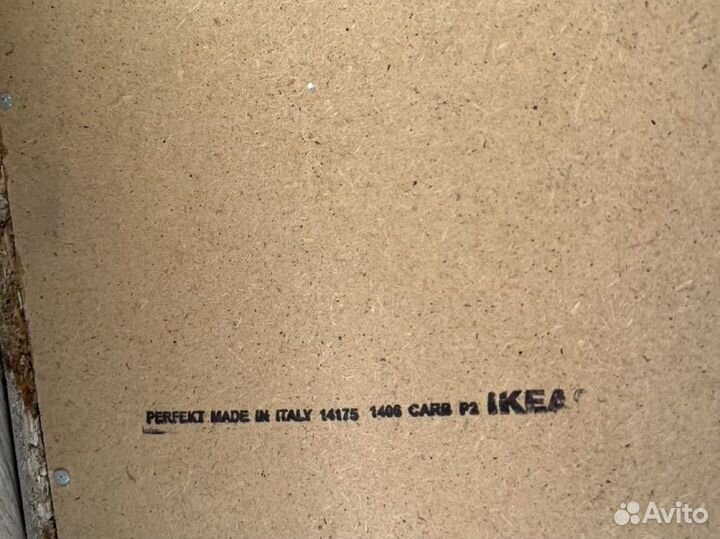 PERFEKT MADE IN ITALY 14175 1406 CARB P2 IKEA
Avito